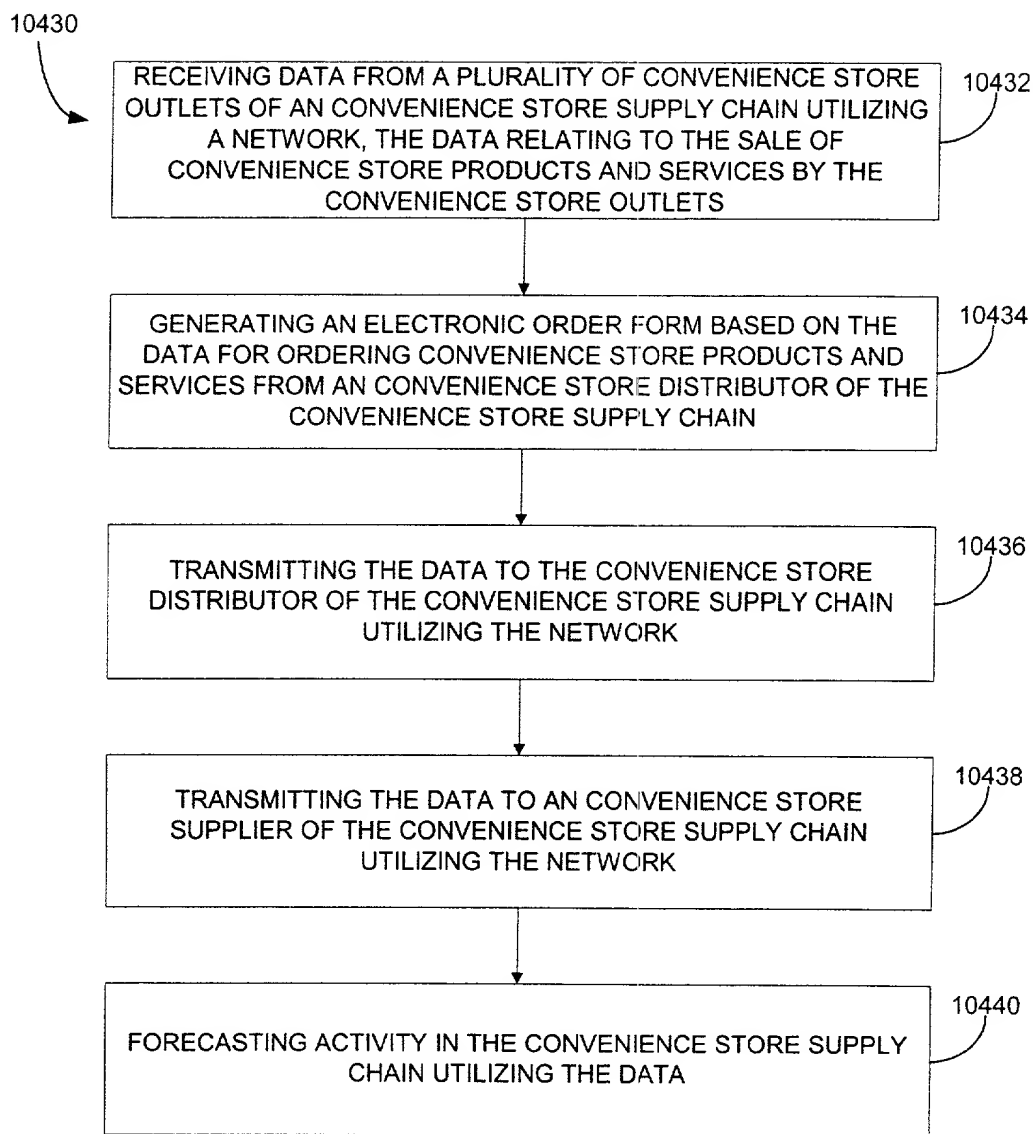 10430
RECEIVING DATA FROM A PLURALITY OF CONVENIENCE STORE
OUTLETS OF AN CONVENIENCE STORE SUPPLY CHAIN UTILIZING
A NETWORK, THE DATA RELATING TO THE SALE OF
CONVENIENCE STORE PRODUCTS AND SERVICES BY THE
CONVENIENCE STORE OUTLETS
10432
GENERATING AN ELECTRONIC ORDER FORM BASED ON THE
DATA FOR ORDERING CONVENIENCE STORE PRODUCTS AND
SERVICES FROM AN CONVENIENCE STORE DISTRIBUTOR OF THE
CONVENIENCE STORE SUPPLY CHAIN
10434
TRANSMITTING THE DATA TO THE CONVENIENCE STORE
DISTRIBUTOR OF THE CONVENIENCE STORE SUPPLY CHAIN
UTILIZING THE NETWORK
10436
TRANSMITTING THE DATA TO AN CONVENIENCE STORE
SUPPLIER OF THE CONVENIENCE STORE SUPPLY CHAIN
UTILIZING THE NETWORK
10438
FORECASTING ACTIVITY IN THE CONVENIENCE STORE SUPPLY
CHAIN UTILIZING THE DATA
10440